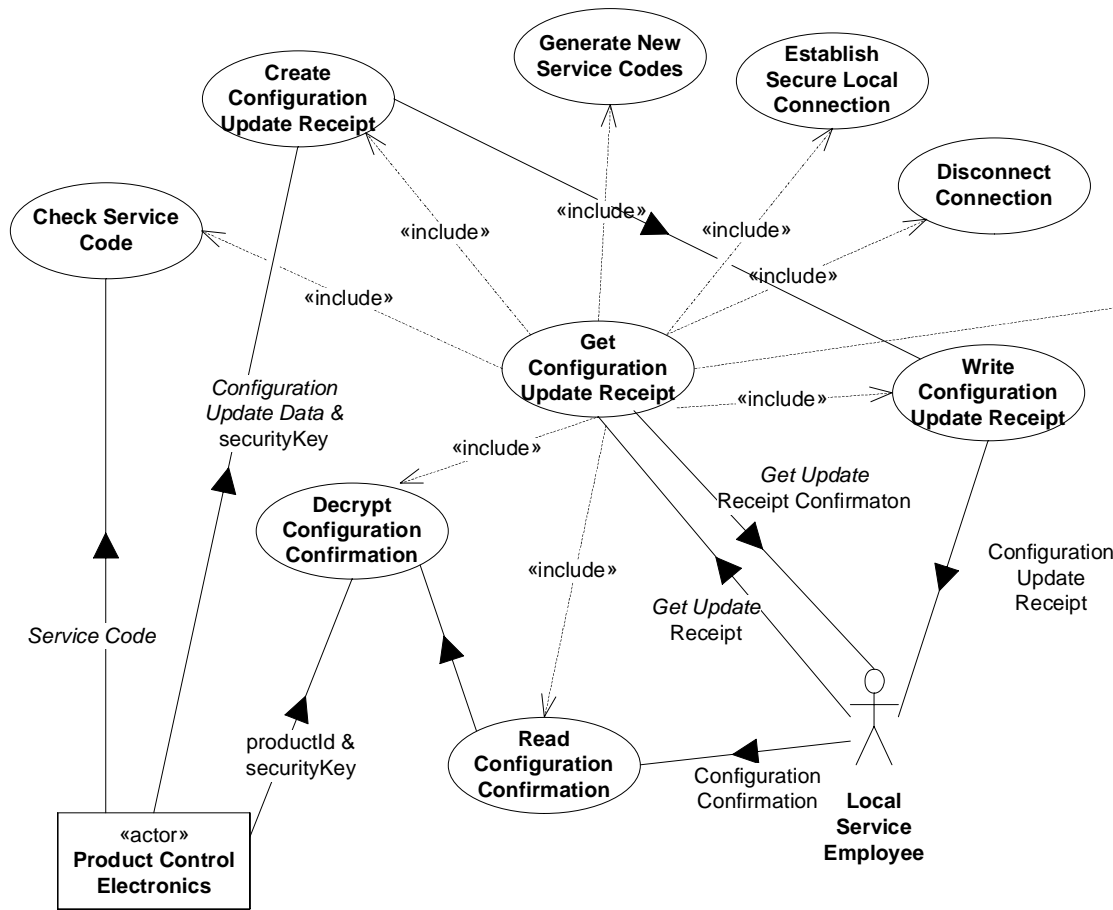 Generate New
Service Codes
Establish
Secure Local
Connection
Create
Configuration
Update Receipt
Disconnect
Connection
Check Service
Code
«include»
«include»
«include»
«include»
«include»
Get
Configuration
Update Receipt
Write
Configuration
Update Receipt
«include»
Configuration
Update Data &
securityKey
«include»
Get Update
Receipt Confirmaton
Decrypt
Configuration
Confirmation
Configuration
Update
Receipt
«include»
Get Update
Receipt
Service Code
productId &
securityKey
Read
Configuration
Confirmation
Configuration
Confirmation
Local
Service
Employee
«actor»
Product Control
Electronics